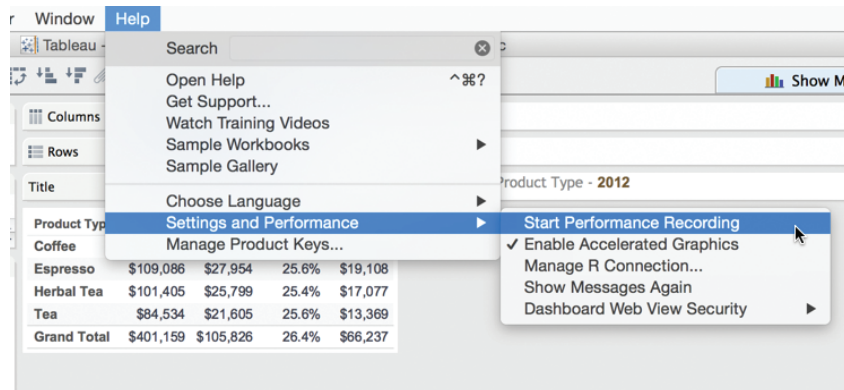 Window Help
Tableau -
Search
Open Help ^⌘?
Get Support...
Watch Training Videos
Sample Workbooks
Sample Gallery
Choose Language
Settings and Performance
Manage Product Keys...
Start Performance Recording
✓ Enable Accelerated Graphics
Manage R Connection...
Show Messages Again
Dashboard Web View Security
Show M
Columns
Rows
Title
Product Type - 2012
Product Typ
Coffee
Espresso $109,086 $27,954 25.6% $19,108
Herbal Tea $101,405 $25,799 25.4% $17,077
Tea $84,534 $21,605 25.6% $13,369
Grand Total $401,159 $105,826 26.4% $66,237